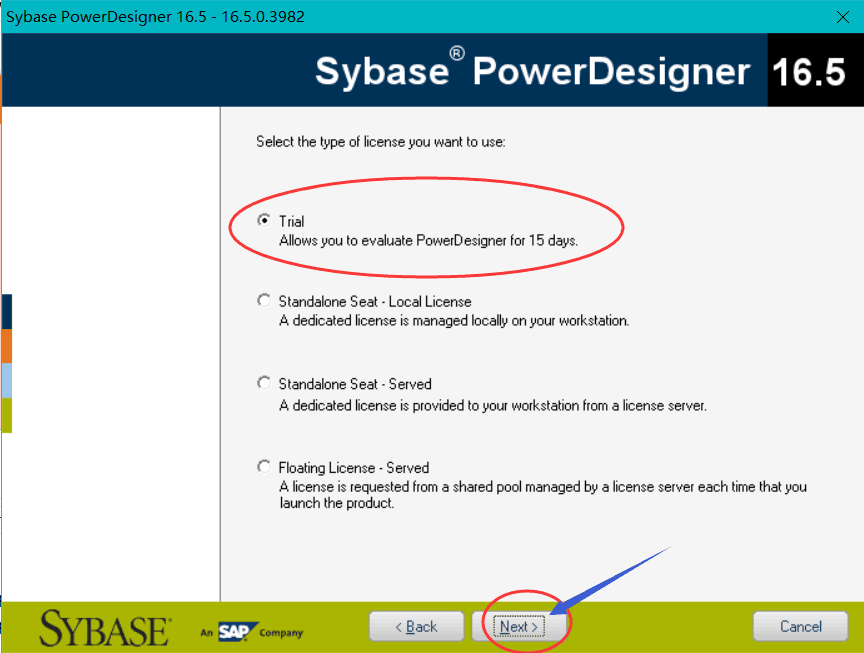 Sybase PowerDesigner 16.5 - 16.5.0.3982
Sybase® PowerDesigner 16.5
Select the type of license you want to use:
Trial
Allows you to evaluate PowerDesigner for 15 days.
Standalone Seat - Local License
A dedicated license is managed locally on your workstation.
Standalone Seat - Served
A dedicated license is provided to your workstation from a license server.
Floating License - Served
A license is requested from a shared pool managed by a license server each time that you
launch the product.
SYBASE® An SAP Company
< Back
Next >
Cancel